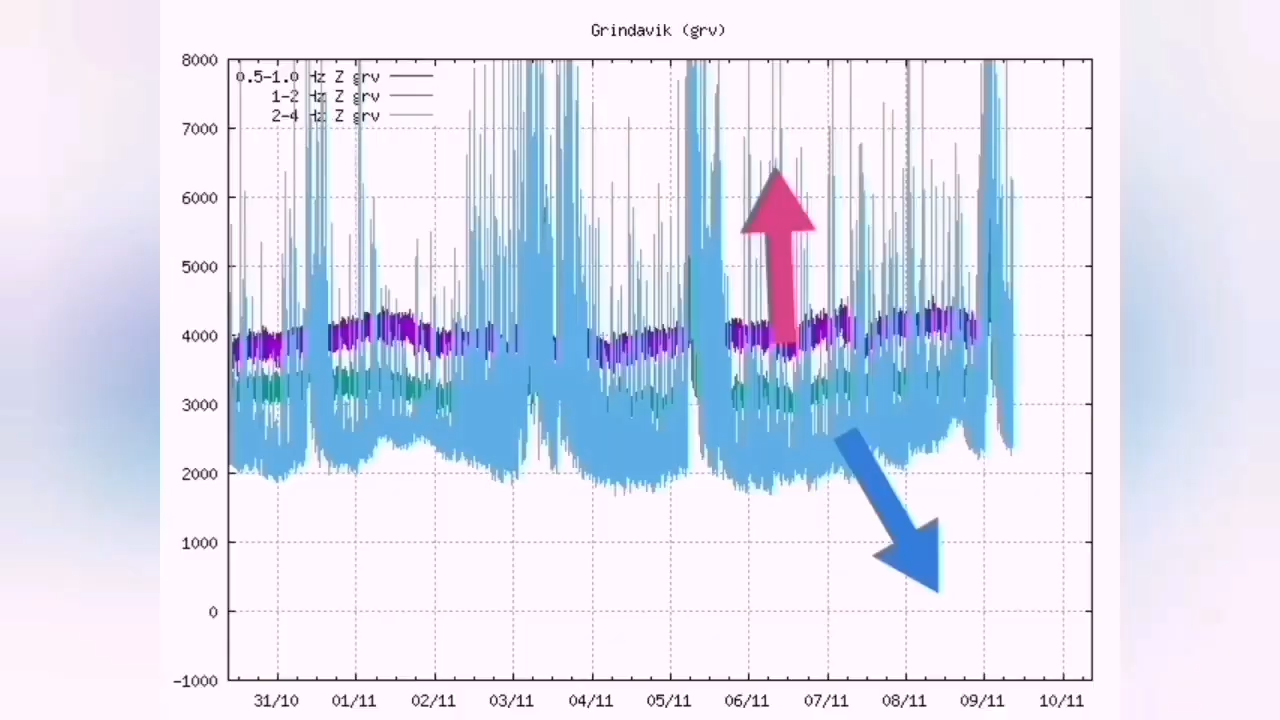 Grindavik (grv)
8000
7000
6000
5000
4000
3000
2000
1000
0
-1000
0.5-1.0 Hz Z grv
1-2 Hz Z grv
2-4 Hz Z grv
31/10 01/11 02/11 03/11 04/11 05/11 06/11 07/11 08/11 09/11 10/11